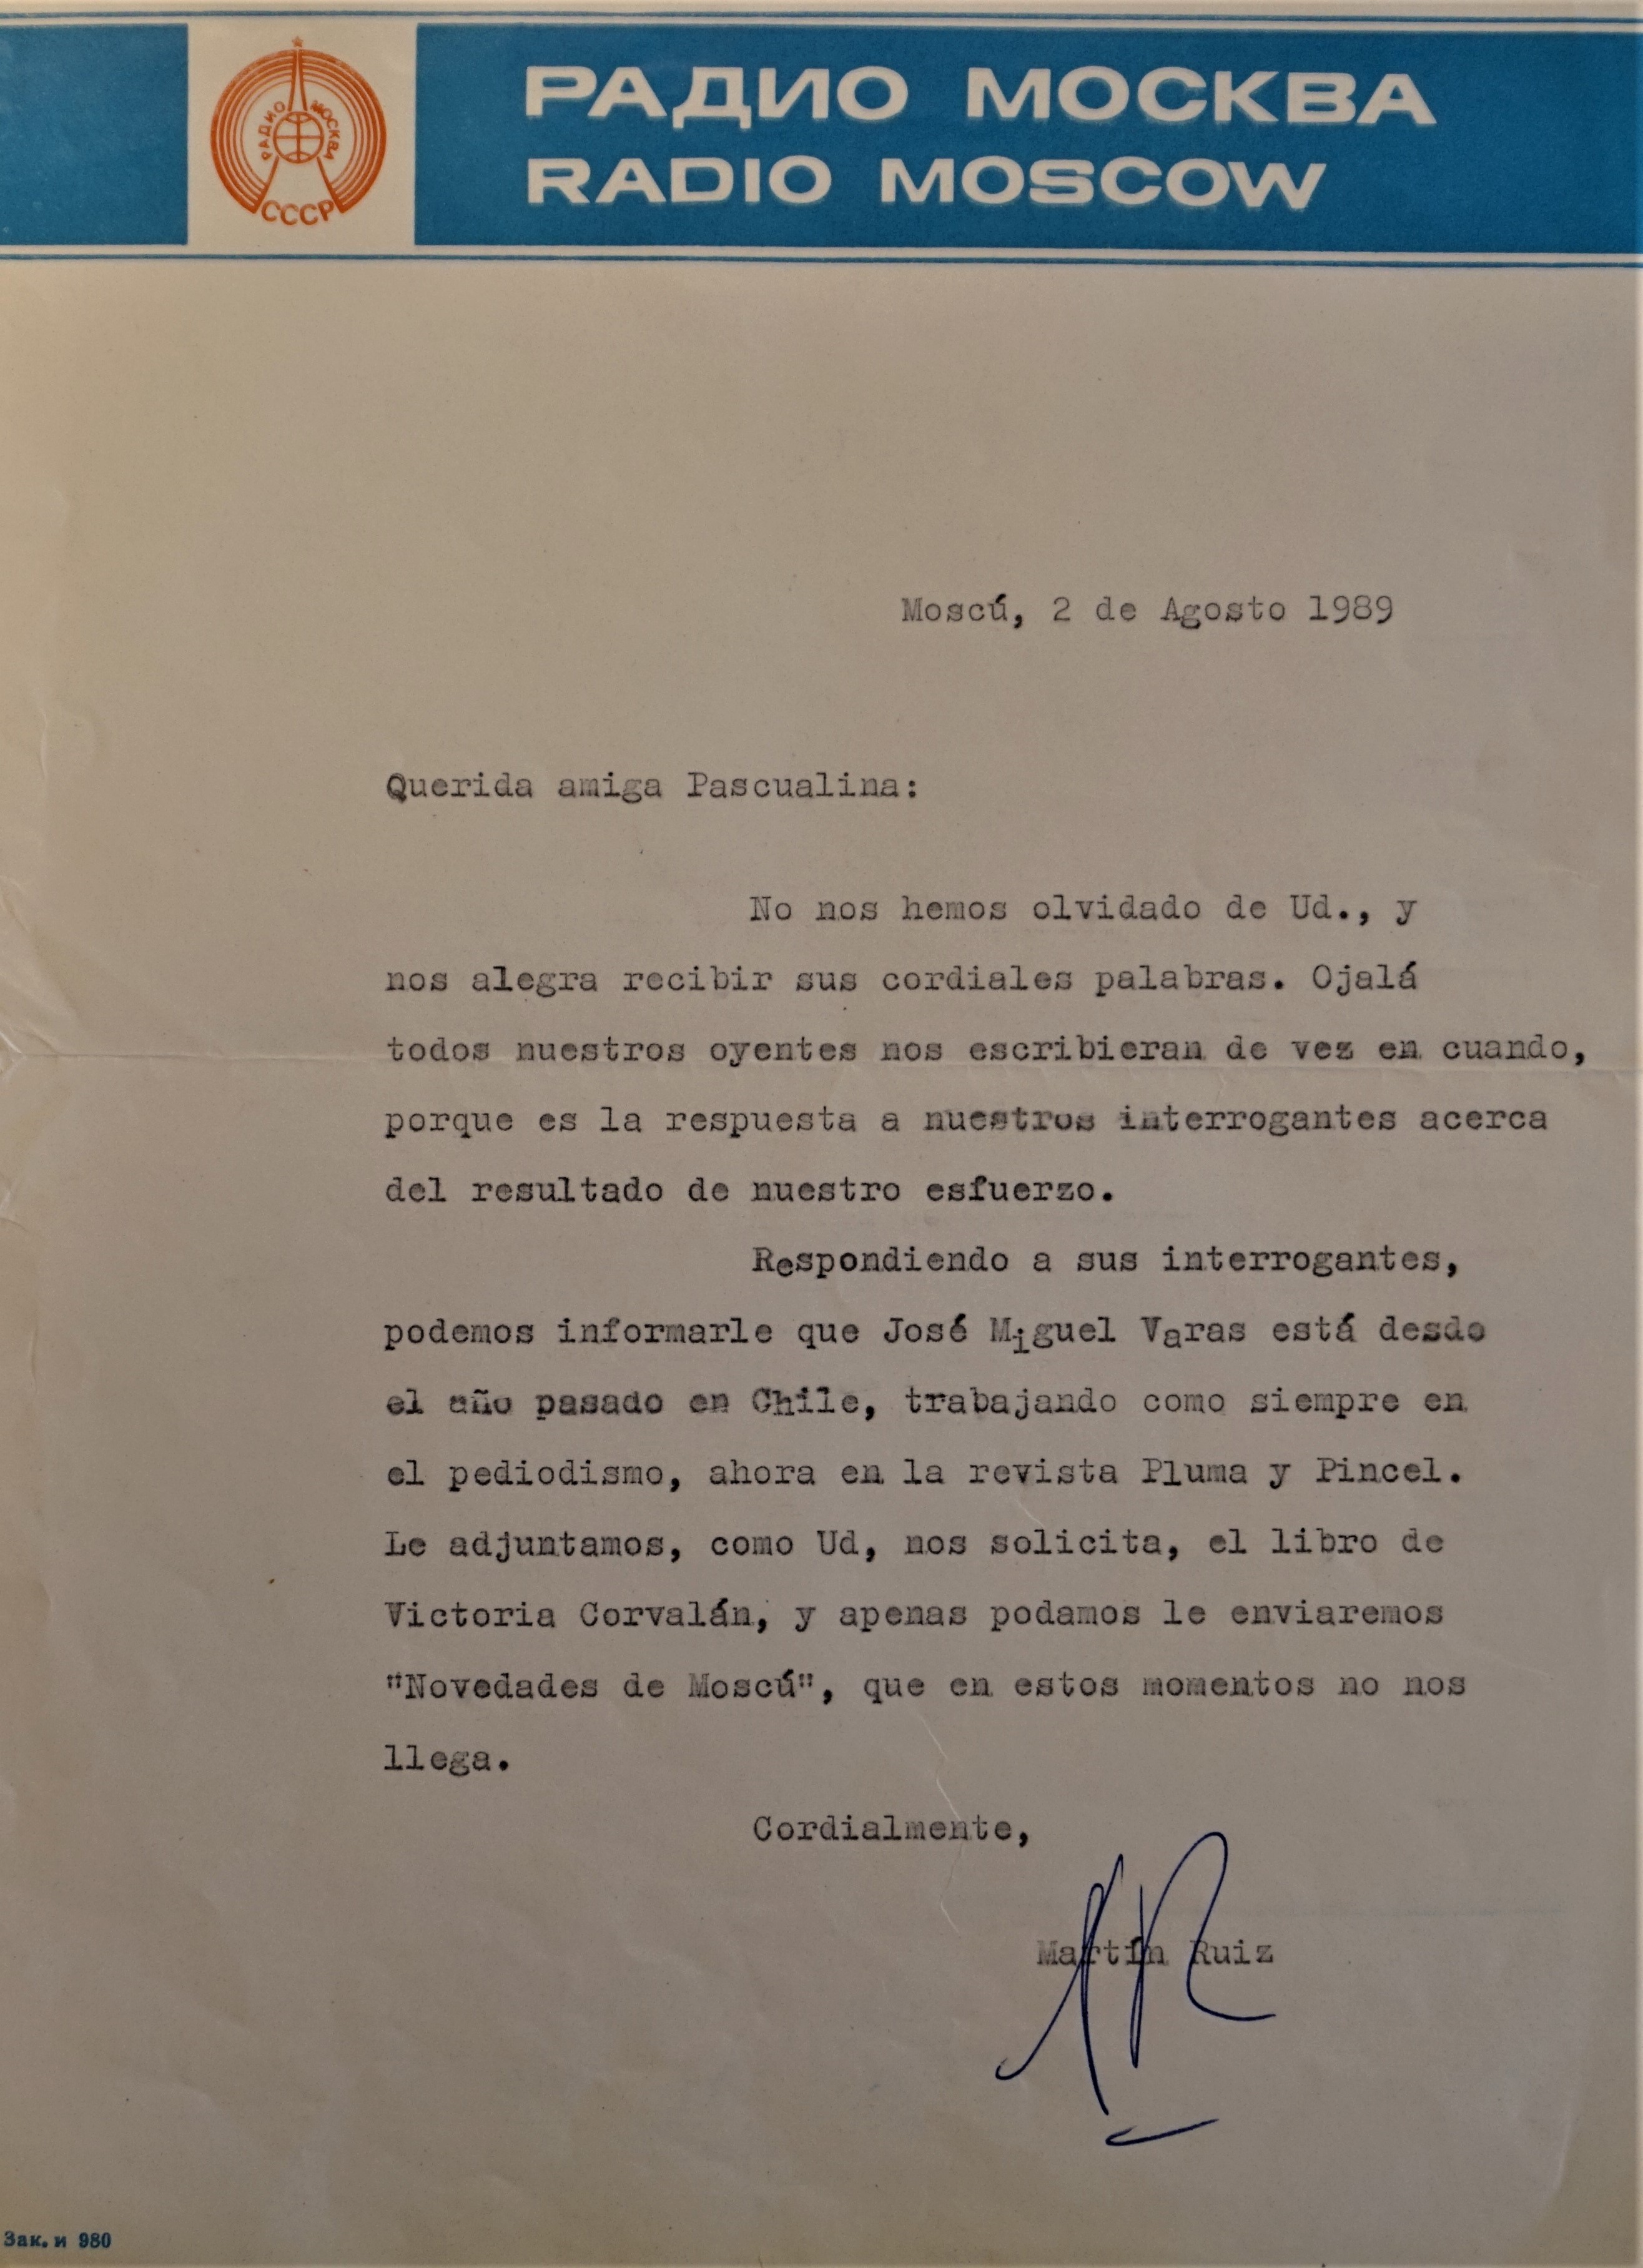 РАДИО МОСКВА
RADIO MOSCOW
РАДИО МОСКВА
СССР
Moscú, 2 de Agosto 1989
Querida amiga Pascualina:
No nos hemos olvidado de Ud., y
nos alegra recibir sus cordiales palabras. Ojalá
todos nuestros oyentes nos escribieran de vez en cuando,
porque es la respuesta a nuestros interrogantes acerca
del resultado de nuestro esfuerzo.
Respondiendo a sus interrogantes,
podemos informarle que José Miguel Varas está desde
el año pasado en Chile, trabajando como siempre en
el pediodismo, ahora en la revista Pluma y Pincel.
Le adjuntamos, como Ud, nos solicita, el libro de
Victoria Corvalán, y apenas podamos le enviaremos
"Novedades de Moscú", que en estos momentos no nos
llega.
Cordialmente,
Martín Ruiz
Зак. и 980